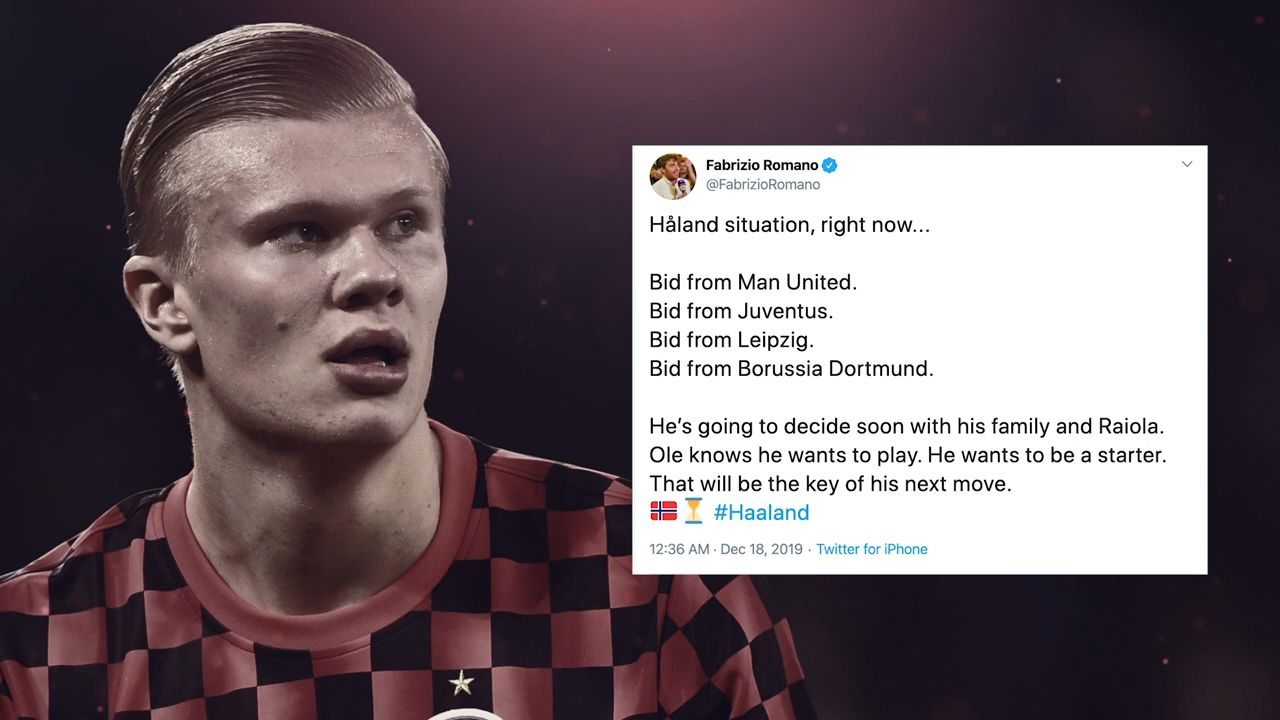 Fabrizio Romano
@FabrizioRomano
Håland situation, right now...
Bid from Man United.
Bid from Juventus.
Bid from Leipzig.
Bid from Borussia Dortmund.
He’s going to decide soon with his family and Raiola.
Ole knows he wants to play. He wants to be a starter.
That will be the key of his next move.
🇳🇴⏳ #Haaland
12:36 AM · Dec 18, 2019 · Twitter for iPhone